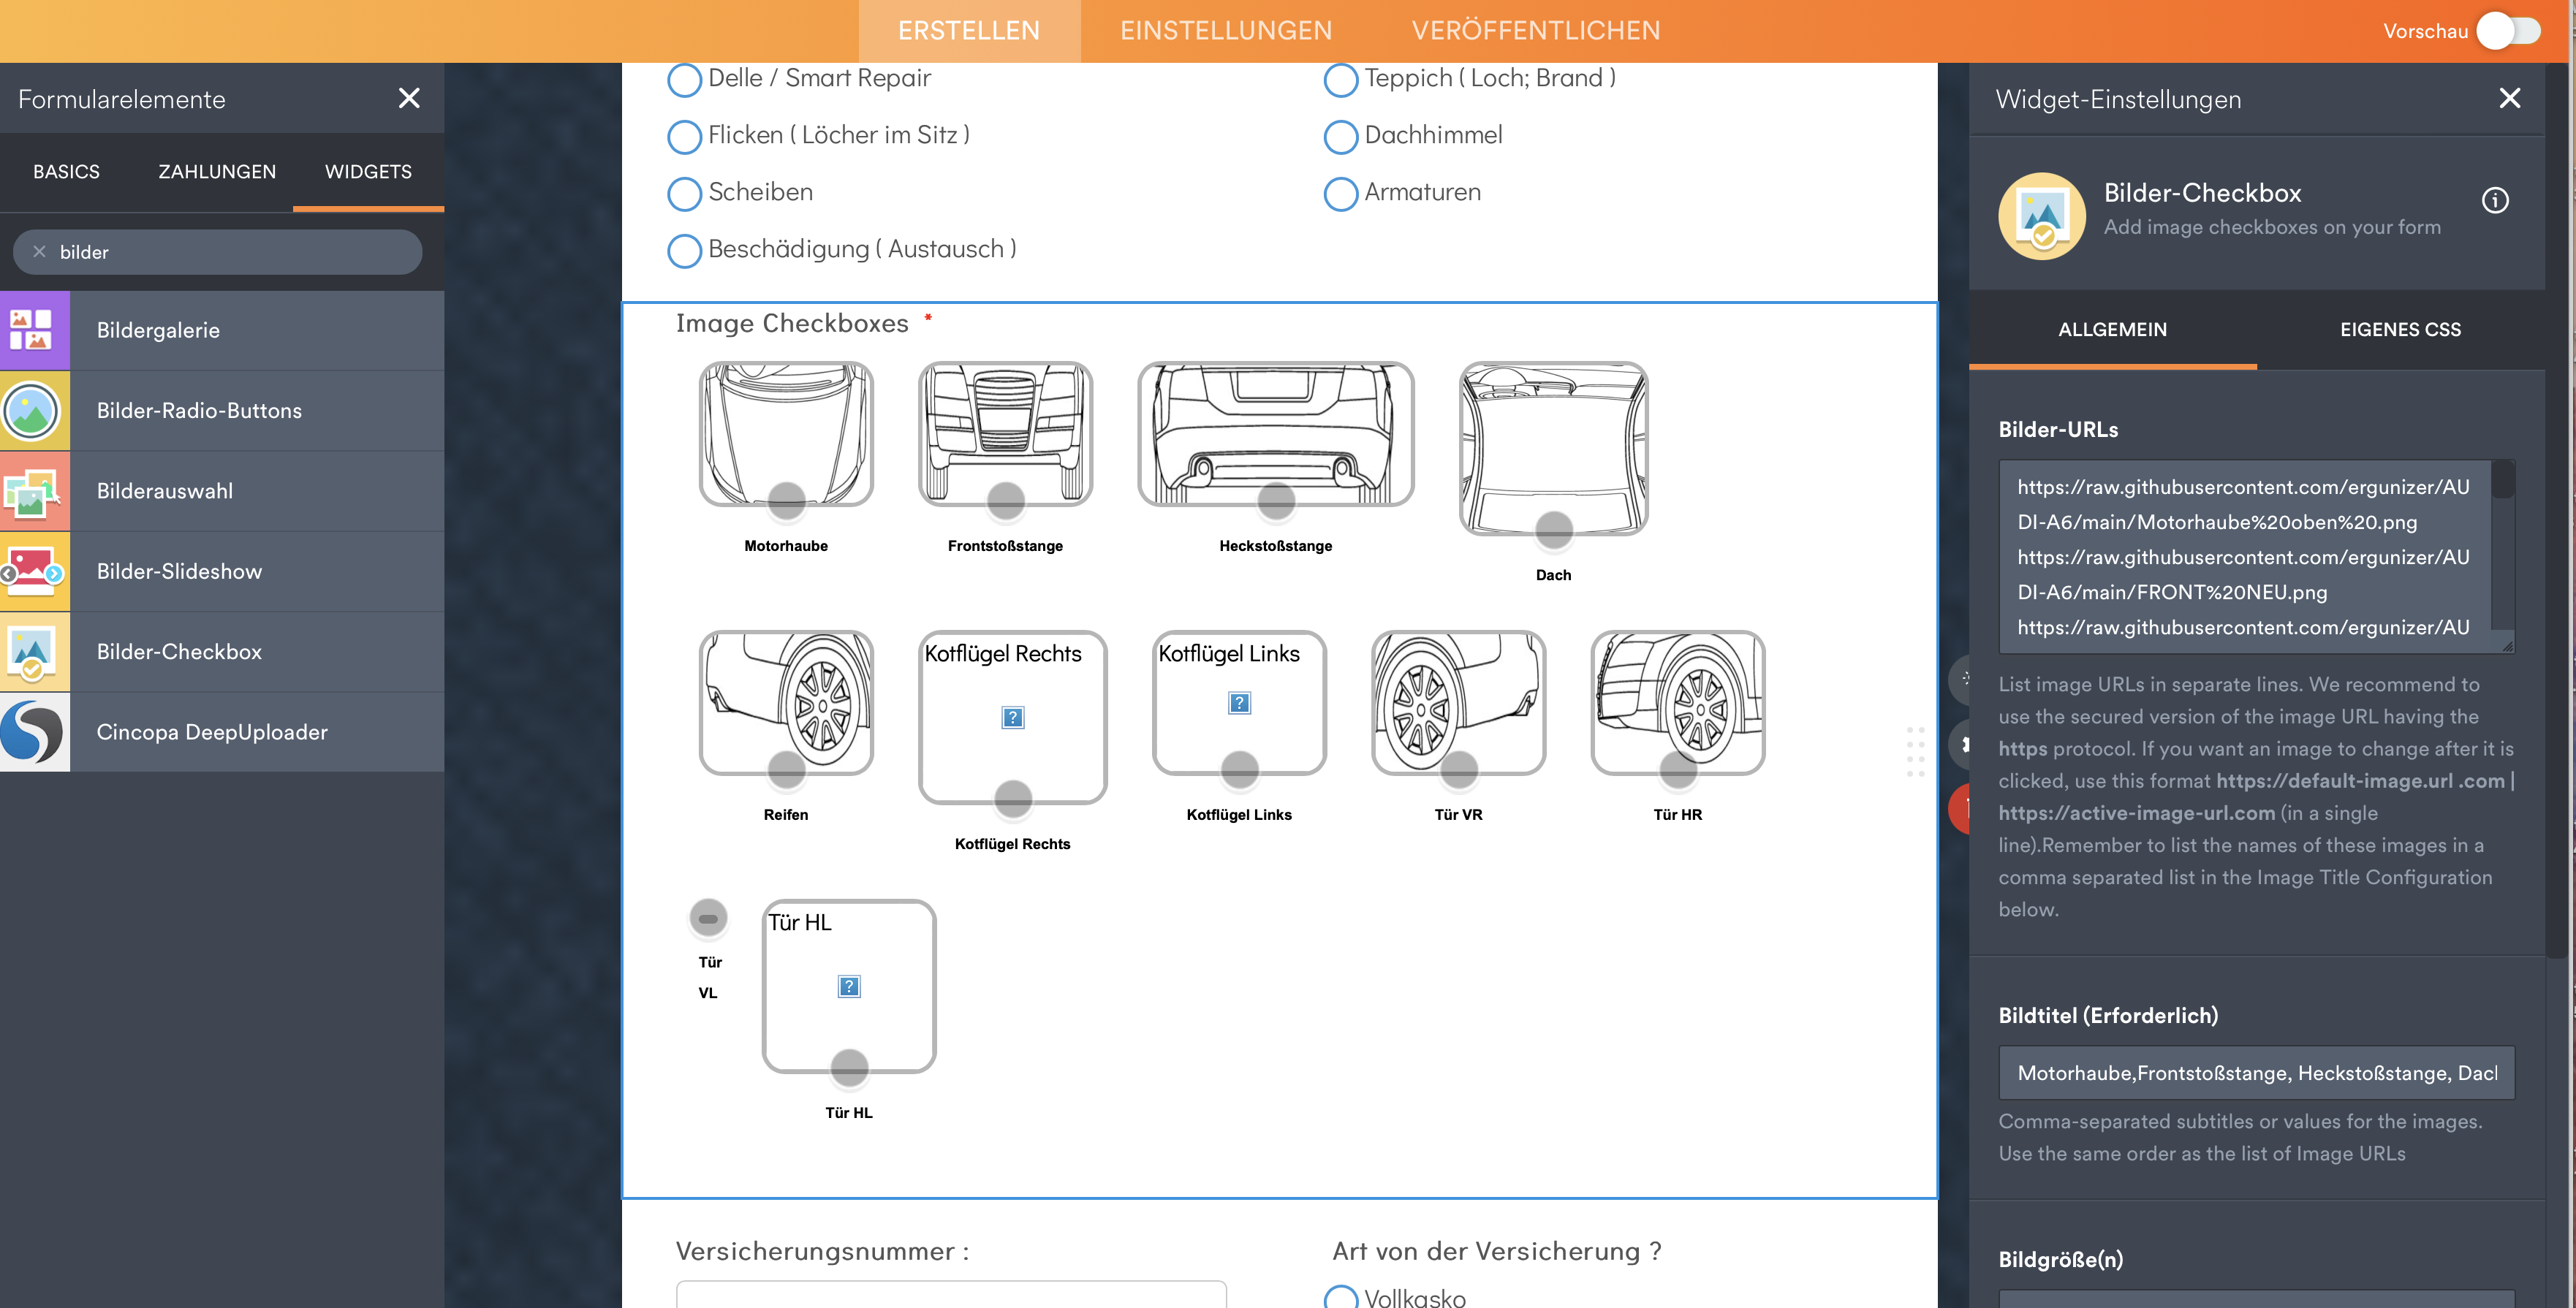 ERSTELLEN
EINSTELLUNGEN
VERÖFFENTLICHEN
Vorschau
Formularelemente
BASICS
ZAHLUNGEN
WIDGETS
bilder
Bildergalerie
Bilder-Radio-Buttons
Bilderauswahl
Bilder-Slideshow
Bilder-Checkbox
Cincopa DeepUploader
Delle / Smart Repair
Flicken ( Löcher im Sitz )
Scheiben
Beschädigung ( Austausch )
Teppich ( Loch; Brand )
Dachhimmel
Armaturen
Image Checkboxes *
Motorhaube
Frontstoßstange
Heckstoßstange
Dach
Kotflügel Rechts
Kotflügel Links
Reifen
Kotflügel Rechts
Kotflügel Links
Tür VR
Tür HR
Tür
VL
Tür HL
Tür HL
Versicherungsnummer :
Art von der Versicherung ?
Vollkasko
Widget-Einstellungen
Bilder-Checkbox
Add image checkboxes on your form
ALLGEMEIN
EIGENES CSS
Bilder-URLs
https://raw.githubusercontent.com/ergunizer/AU
DI-A6/main/Motorhaube%20oben%20.png
https://raw.githubusercontent.com/ergunizer/AU
DI-A6/main/FRONT%20NEU.png
https://raw.githubusercontent.com/ergunizer/AU
List image URLs in separate lines. We recommend to
use the secured version of the image URL having the
https protocol. If you want an image to change after it is
clicked, use this format https://default-image.url .com |
https://active-image-url.com (in a single
line).Remember to list the names of these images in a
comma separated list in the Image Title Configuration
below.
Bildtitel (Erforderlich)
Motorhaube,Frontstoßstange, Heckstoßstange, Dach
Comma-separated subtitles or values for the images.
Use the same order as the list of Image URLs
Bildgröße(n)